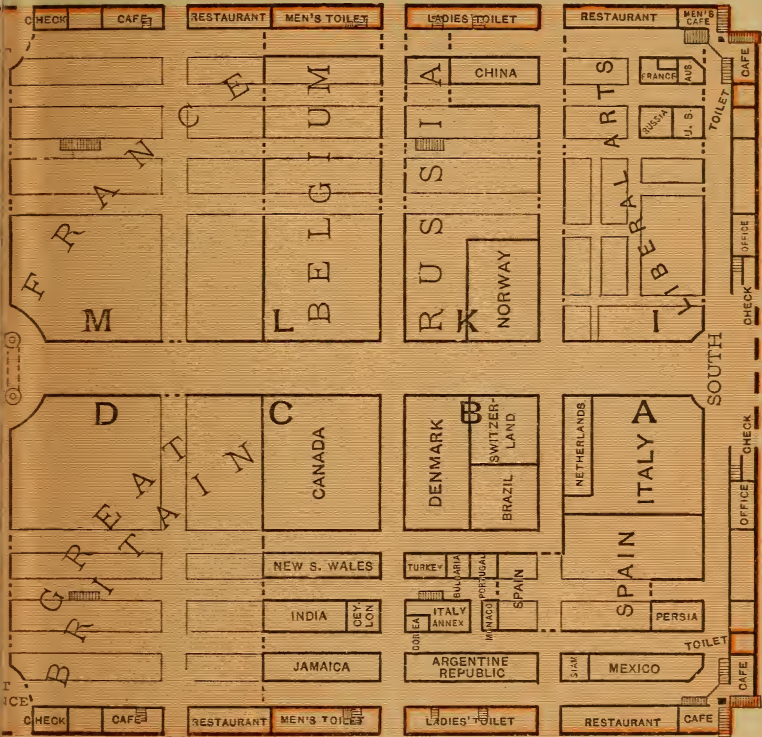 CHECK
CAFE
RESTAURANT
MEN'S TOILET
LADIES TOILET
RESTAURANT
MEN'S
CAFE
CAFE
TOILET
CHINA
FRANCE
AUS.
RUSSIA
U. S.
FRANCE
BELGIUM
RUSSIA
NORWAY
LIBERAL ARTS
OFFICE
CHECK
M
L
K
I
SOUTH
D
C
B
A
GREAT
BRITAIN
CANADA
DENMARK
SWITZER-
LAND
BRAZIL
NETHERLANDS
ITALY
CHECK
OFFICE
NEW S. WALES
TURKEY
BULGARIA
PORTUGAL
SPAIN
SPAIN
INDIA
CEY-
LON
COREA
ITALY
ANNEX
MONACO
PERSIA
TOILET
JAMAICA
ARGENTINE
REPUBLIC
SIAM
MEXICO
CAFE
CHECK
CAFE
RESTAURANT
MEN'S TOILET
LADIES' TOILET
RESTAURANT
CAFE